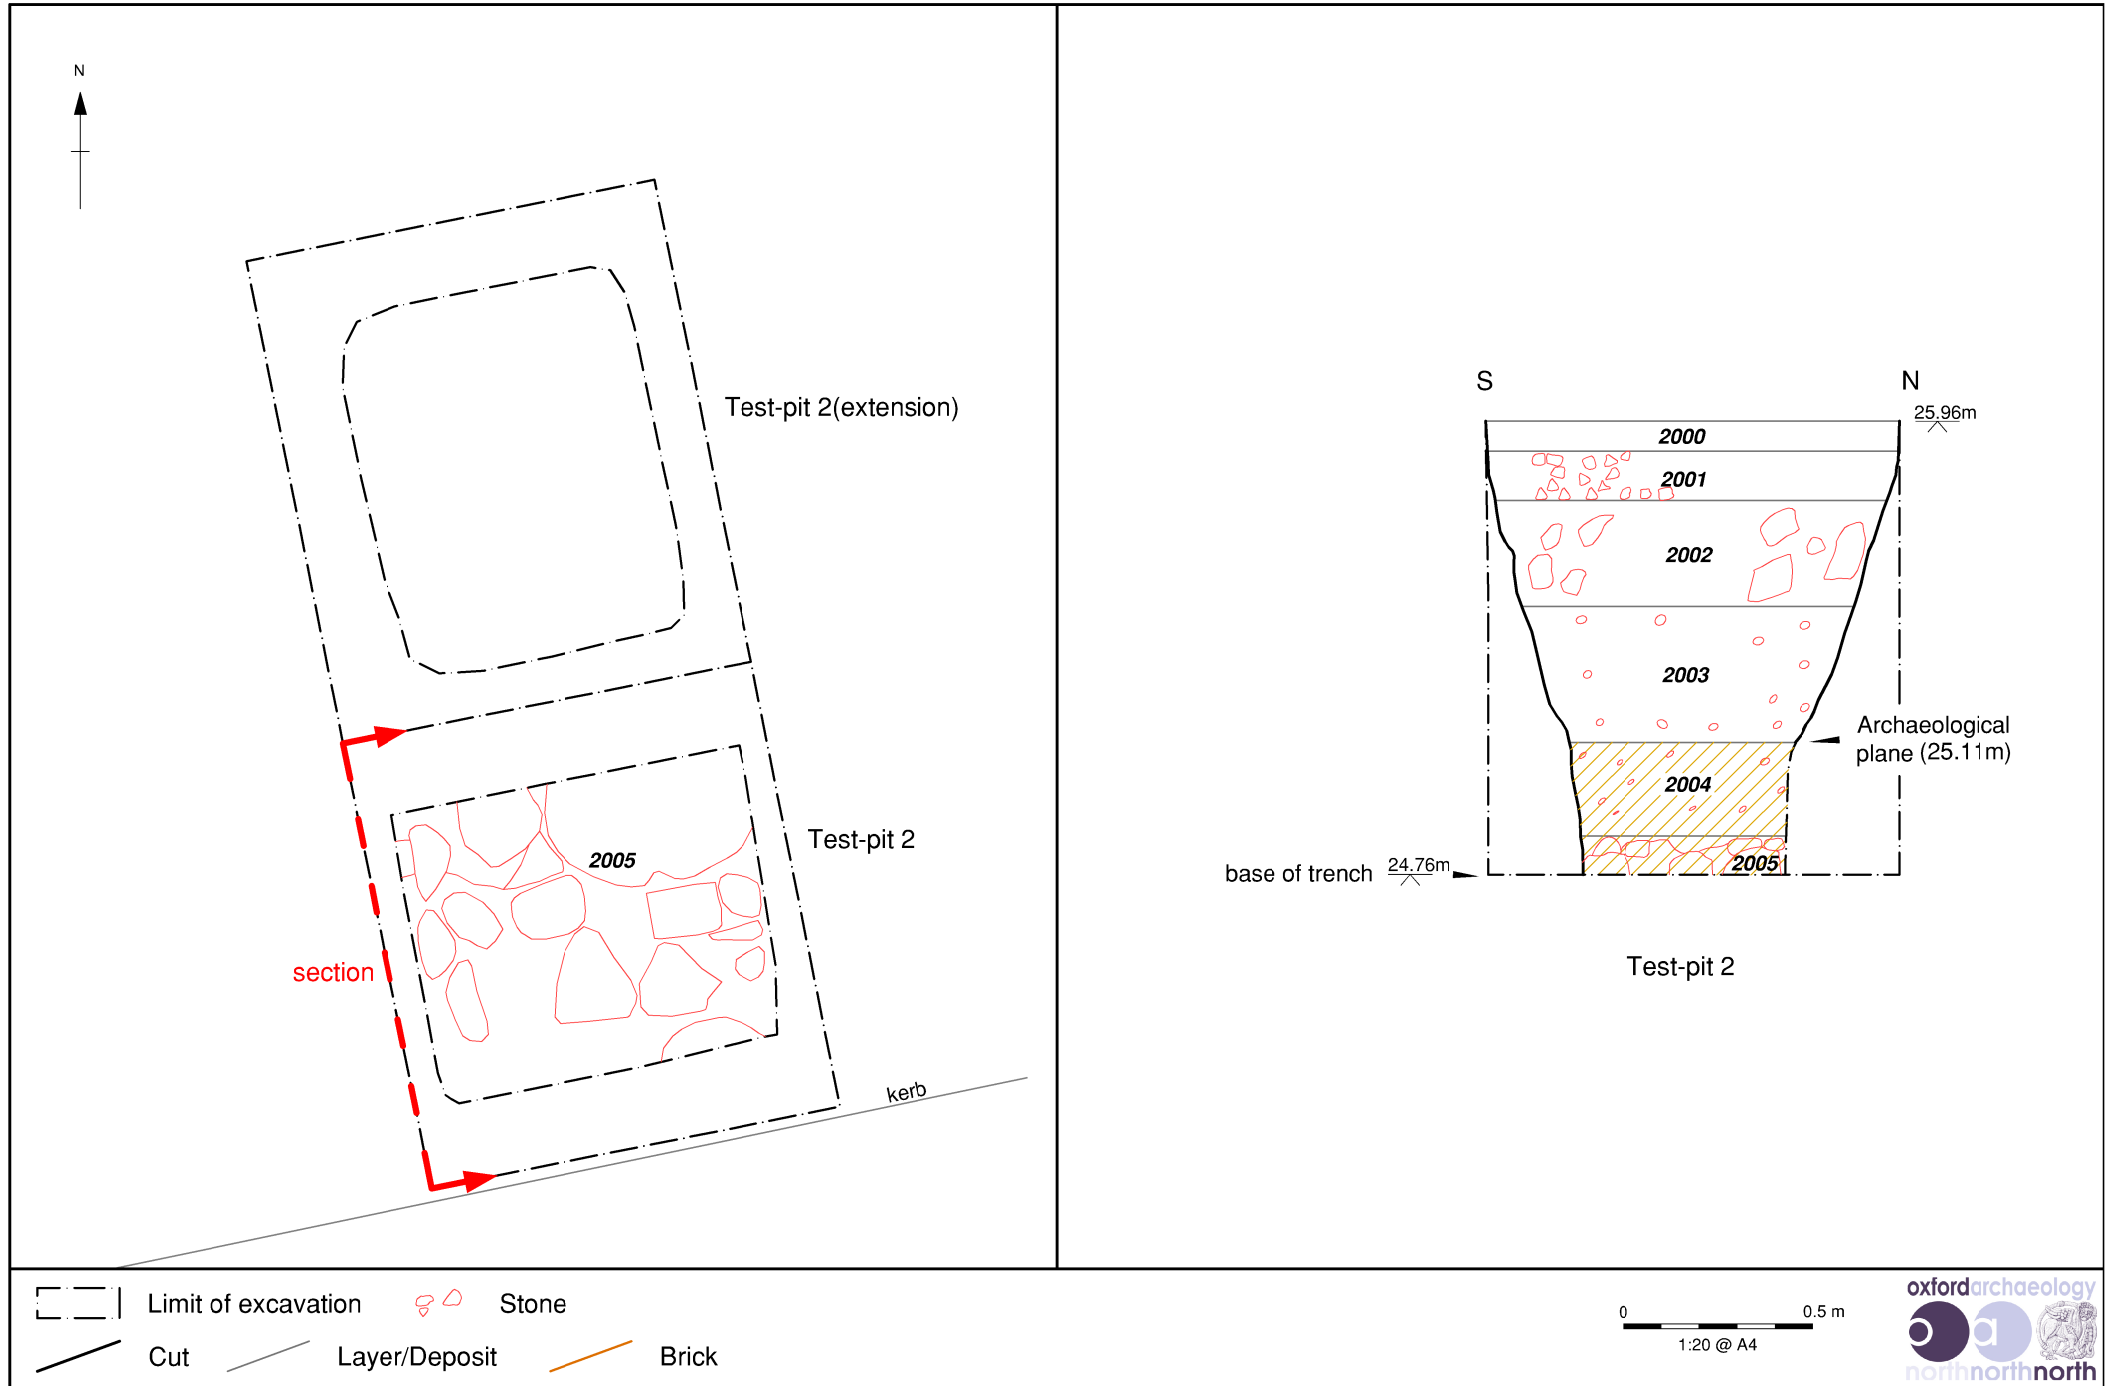 N
Test-pit 2(extension)
2005
Test-pit 2
section
kerb
S
N
25.96m
2000
2001
2002
2003
Archaeological
plane (25.11m)
2004
2005
base of trench
24.76m
Test-pit 2
Limit of excavation
Stone
Cut
Layer/Deposit
Brick
0
0.5 m
1:20 @ A4
oxfordarchaeology
oa
northnorthnorth